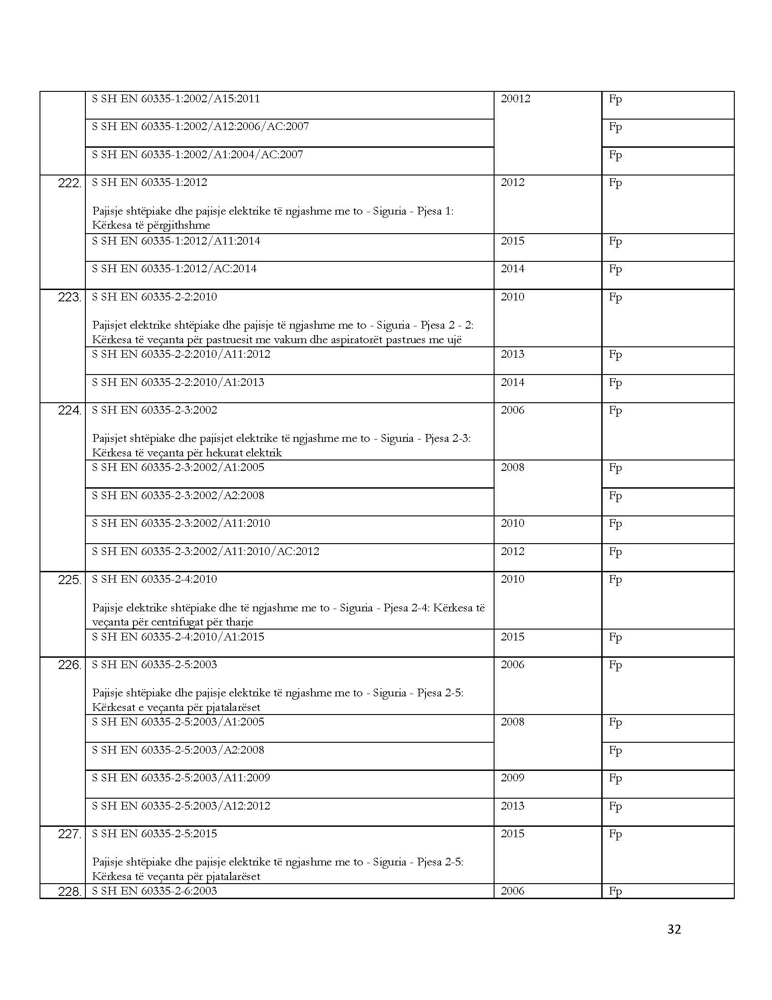 S SH EN 60335-1:2002/A15:2011 20012 Fp
S SH EN 60335-1:2002/A12:2006/AC:2007 Fp
S SH EN 60335-1:2002/A1:2004/AC:2007 Fp
222. S SH EN 60335-1:2012 2012 Fp
Pajisje shtëpiake dhe pajisje elektrike të ngjashme me to - Siguria - Pjesa 1:
Kërkesa të përgjithshme
S SH EN 60335-1:2012/A11:2014 2015 Fp
S SH EN 60335-1:2012/AC:2014 2014 Fp
223. S SH EN 60335-2-2:2010 2010 Fp
Pajisjet elektrike shtëpiake dhe pajisje të ngjashme me to - Siguria - Pjesa 2 - 2:
Kërkesa të veçanta për pastruesit me vakum dhe aspiratorët pastrues me ujë
S SH EN 60335-2-2:2010/A11:2012 2013 Fp
S SH EN 60335-2-2:2010/A1:2013 2014 Fp
224. S SH EN 60335-2-3:2002 2006 Fp
Pajisjet shtëpiake dhe pajisjet elektrike të ngjashme me to - Siguria - Pjesa 2-3:
Kërkesa të veçanta për hekurat elektrik
S SH EN 60335-2-3:2002/A1:2005 2008 Fp
S SH EN 60335-2-3:2002/A2:2008 Fp
S SH EN 60335-2-3:2002/A11:2010 2010 Fp
S SH EN 60335-2-3:2002/A11:2010/AC:2012 2012 Fp
225. S SH EN 60335-2-4:2010 2010 Fp
Pajisje elektrike shtëpiake dhe të ngjashme me to - Siguria - Pjesa 2-4: Kërkesa të
veçanta për centrifugat për tharje
S SH EN 60335-2-4:2010/A1:2015 2015 Fp
226. S SH EN 60335-2-5:2003 2006 Fp
Pajisje shtëpiake dhe pajisje elektrike të ngjashme me to - Siguria - Pjesa 2-5:
Kërkesat e veçanta për pjatalarëset
S SH EN 60335-2-5:2003/A1:2005 2008 Fp
S SH EN 60335-2-5:2003/A2:2008 Fp
S SH EN 60335-2-5:2003/A11:2009 2009 Fp
S SH EN 60335-2-5:2003/A12:2012 2013 Fp
227. S SH EN 60335-2-5:2015 2015 Fp
Pajisje shtëpiake dhe pajisje elektrike të ngjashme me to - Siguria - Pjesa 2-5:
Kërkesa të veçanta për pjatalarëset
228. S SH EN 60335-2-6:2003 2006 Fp
32